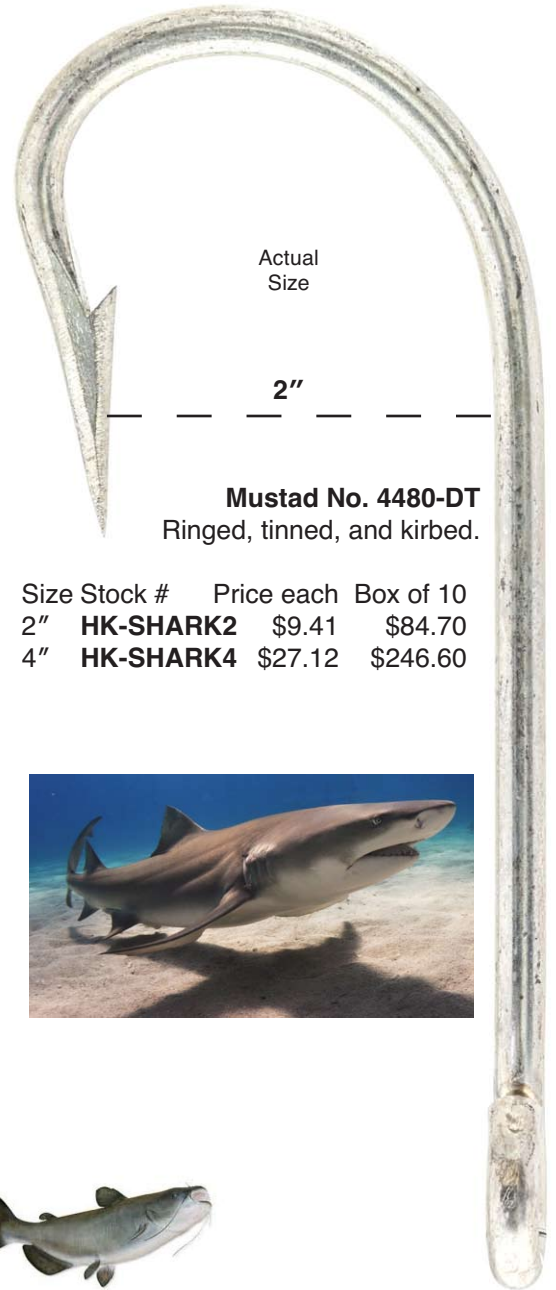 Actual
Size
2″
Mustad No. 4480-DT
Ringed, tinned, and kirbed.
Size Stock # Price each Box of 10
2″ HK-SHARK2 $9.41 $84.70
4″ HK-SHARK4 $27.12 $246.60